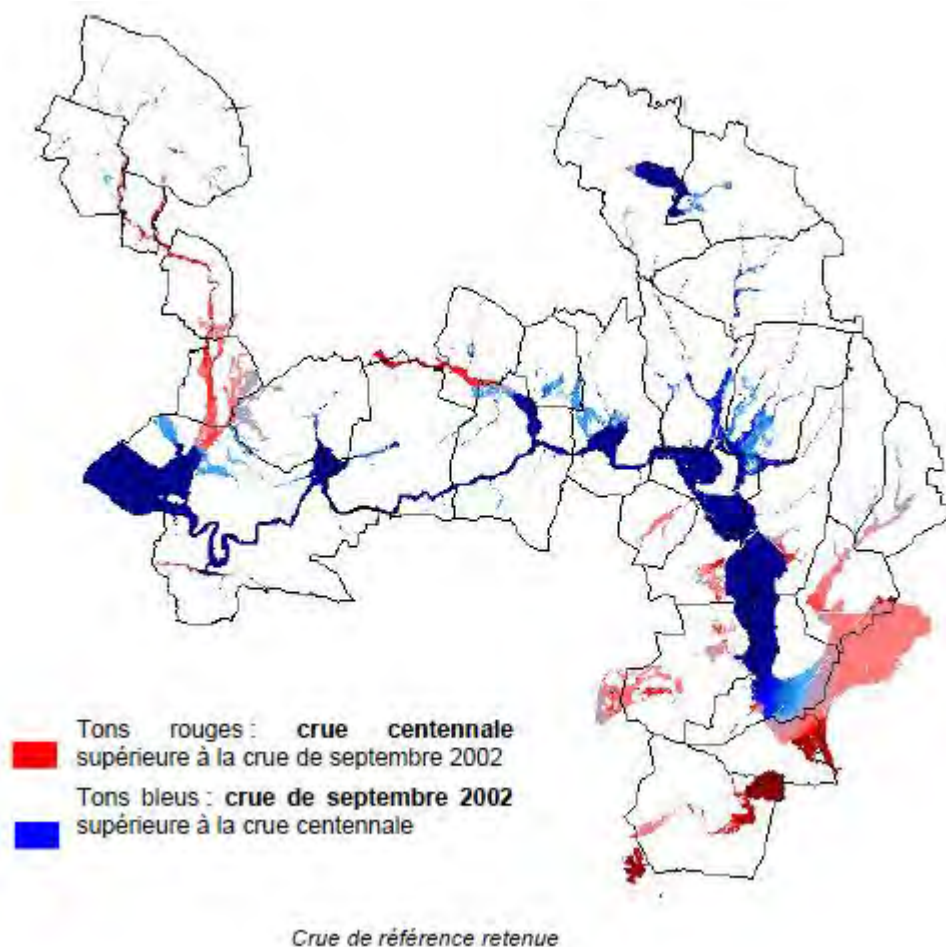 Tons rouges : crue centennale
supérieure à la crue de septembre 2002
Tons bleus : crue de septembre 2002
supérieure à la crue centennale
Crue de référence retenue